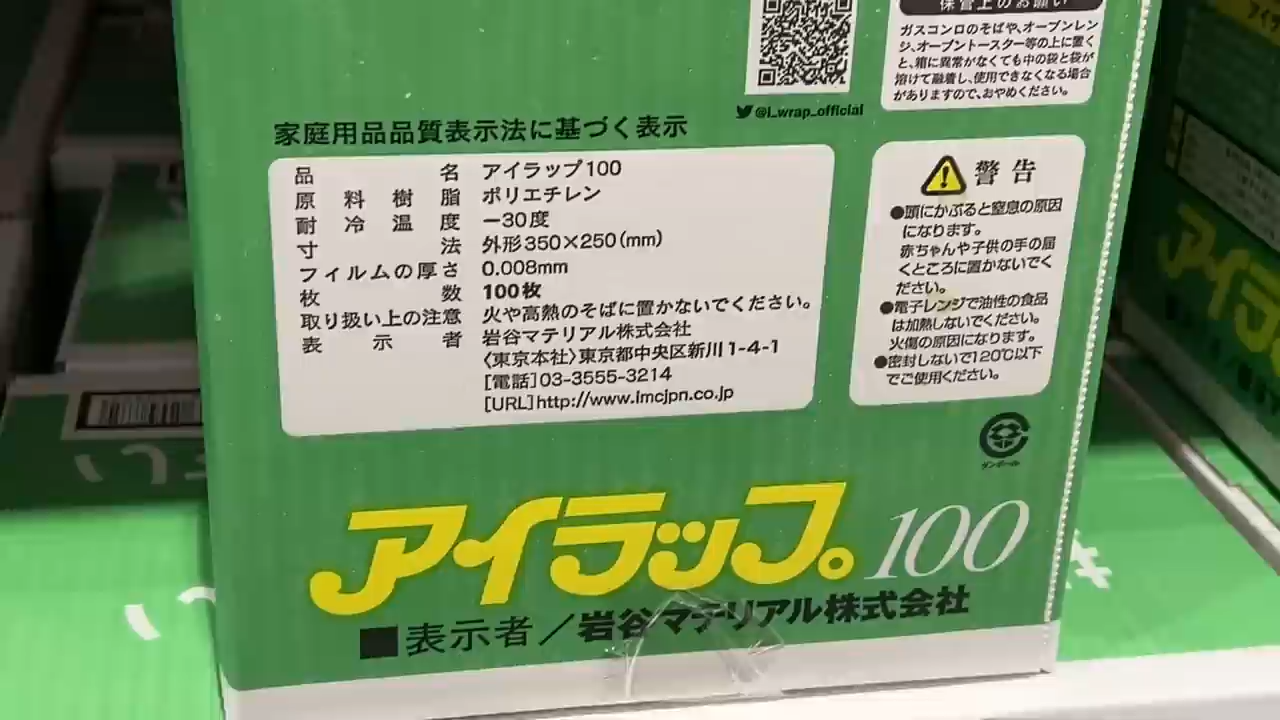 保管上のお願い
ガスコンロのそばや、オーブンレン
ジ、オーブントースター等の上に置く
と、箱に異常がなくても中の袋と袋が
溶けて融着し、使用できなくなる場合
がありますので、おやめください。
@i_wrap_official
家庭用品品質表示法に基づく表示
品名 アイラップ100
原料樹脂 ポリエチレン
耐冷温度 −30度
寸法 外形350×250(mm)
フィルムの厚さ 0.008mm
枚数 100枚
取り扱い上の注意 火や高熱のそばに置かないでください。
表示者 岩谷マテリアル株式会社
〈東京本社〉東京都中央区新川1-4-1
[電話]03-3555-3214
[URL]http://www.imcjpn.co.jp
警告
●頭にかぶると窒息の原因
になります。
赤ちゃんや子供の手の届
くところに置かないでく
ださい。
●電子レンジで油性の食品
は加熱しないでください。
火傷の原因になります。
●密封しないで120℃以下
でご使用ください。
ダンボール
アイラップ。100
■表示者／岩谷マテリアル株式会社